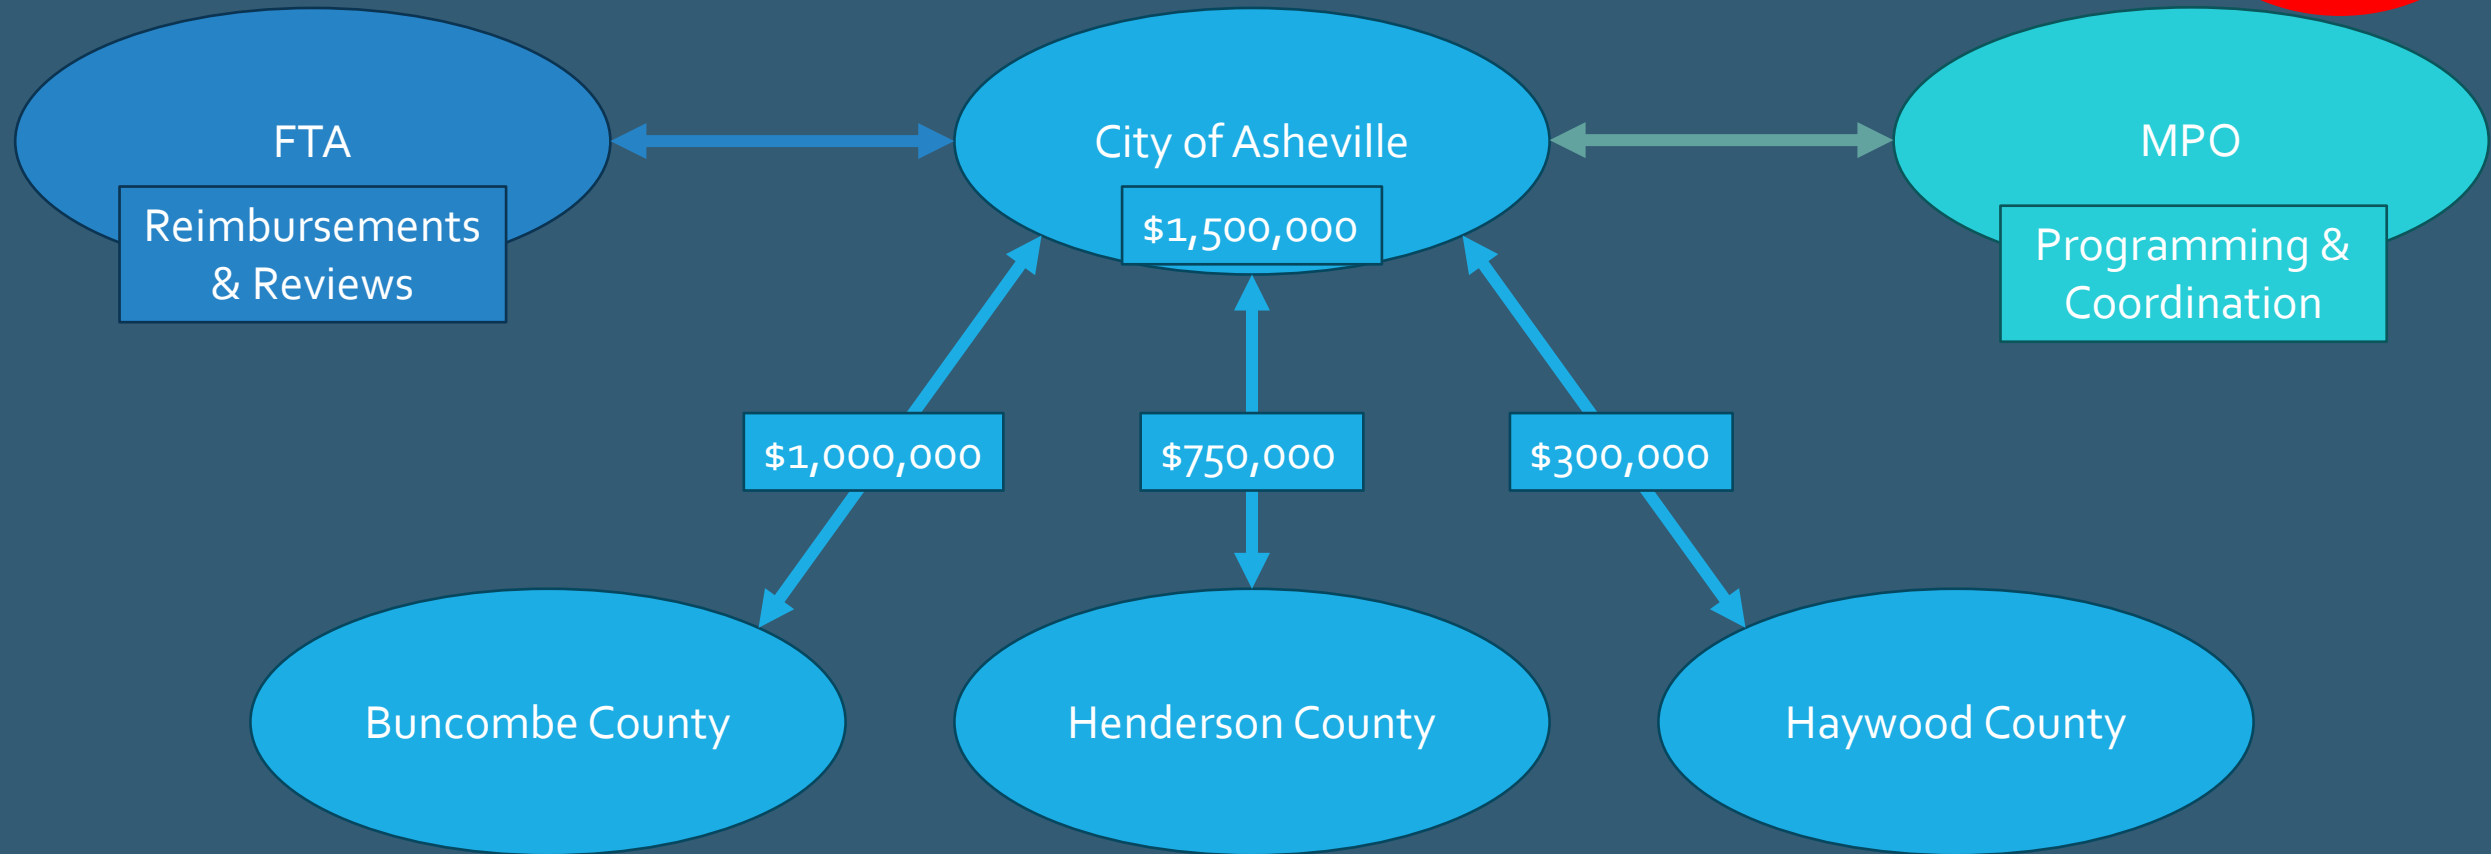 FTA
Reimbursements
& Reviews
City of Asheville
$1,500,000
MPO
Programming &
Coordination
$1,000,000
$750,000
$300,000
Buncombe County
Henderson County
Haywood County